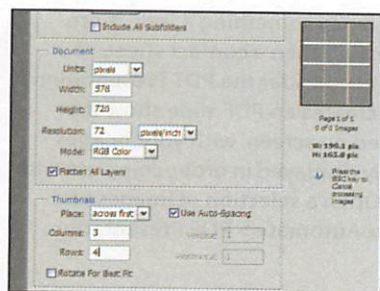 Include All Subfolders
Document
Units: pixels
Width: 576
Height: 720
Resolution: 72 pixels/inch
Mode: RGB Color
Flatten All Layers
Thumbnails
Place: across first Use Auto-Spacing
Columns: 3 Vertical: 1
Rows: 4 Horizontal: 1
Rotate For Best Fit
Page 1 of 1
0 of 0 Images
W: 190.1 pix
H: 162.0 pix
Press the
ESC key to
Cancel
processing
images